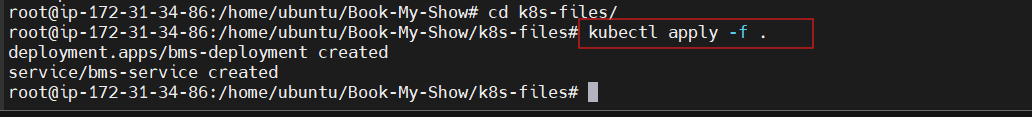 root@ip-172-31-34-86:/home/ubuntu/Book-My-Show# cd k8s-files/
root@ip-172-31-34-86:/home/ubuntu/Book-My-Show/k8s-files# kubectl apply -f .
deployment.apps/bms-deployment created
service/bms-service created
root@ip-172-31-34-86:/home/ubuntu/Book-My-Show/k8s-files#